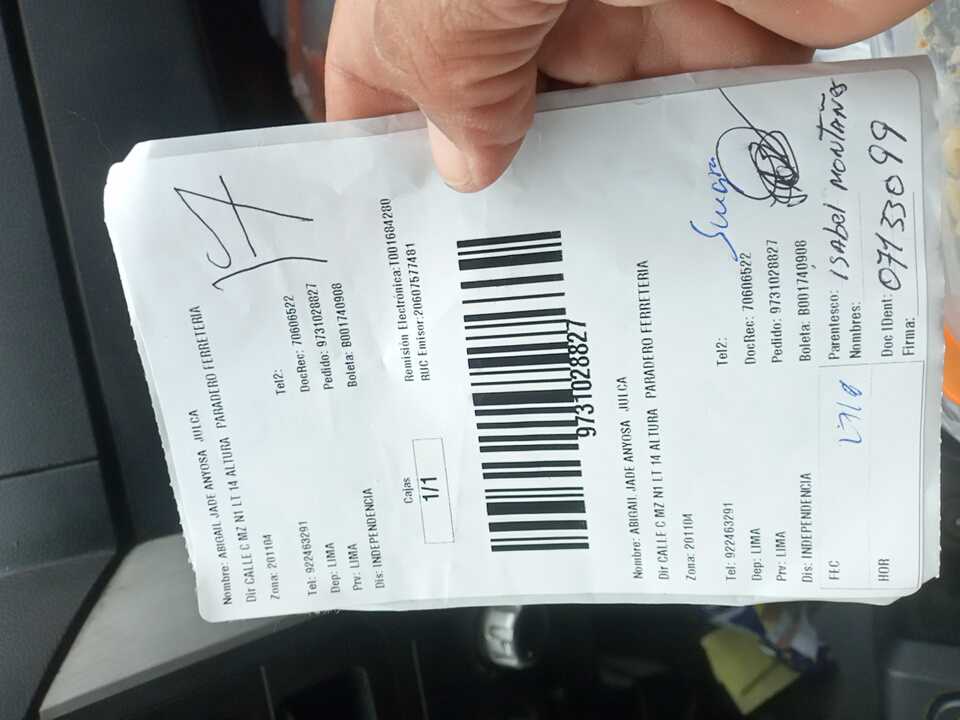 Nombre: ABIGAIL JADE ANYOSA JULCA
Dir CALLE C MZ N1 LT 14 ALTURA PARADERO FERRETERIA
Zona: 201104
Tel: 922463291 Tel2:
Dep: LIMA DocRec: 70606522
Prv: LIMA Pedido: 9731028827
Dis: INDEPENDENCIA Boleta: B001740908
Cajas
1/1
Remisión Electrónica:T001684280
RUC Emisor:20607577481
9731028827
Nombre: ABIGAIL JADE ANYOSA JULCA
Dir CALLE C MZ N1 LT 14 ALTURA PARADERO FERRETERIA
Zona: 201104
Suegra
Tel: 922463291 Tel2:
Dep: LIMA DocRec: 70606522
Prv: LIMA Pedido: 9731028827
Dis: INDEPENDENCIA Boleta: B001740908
FEC Parentesco:
Nombres: ISABEL MONTAÑES
HOR Doc IDent: 07133099
Firma: